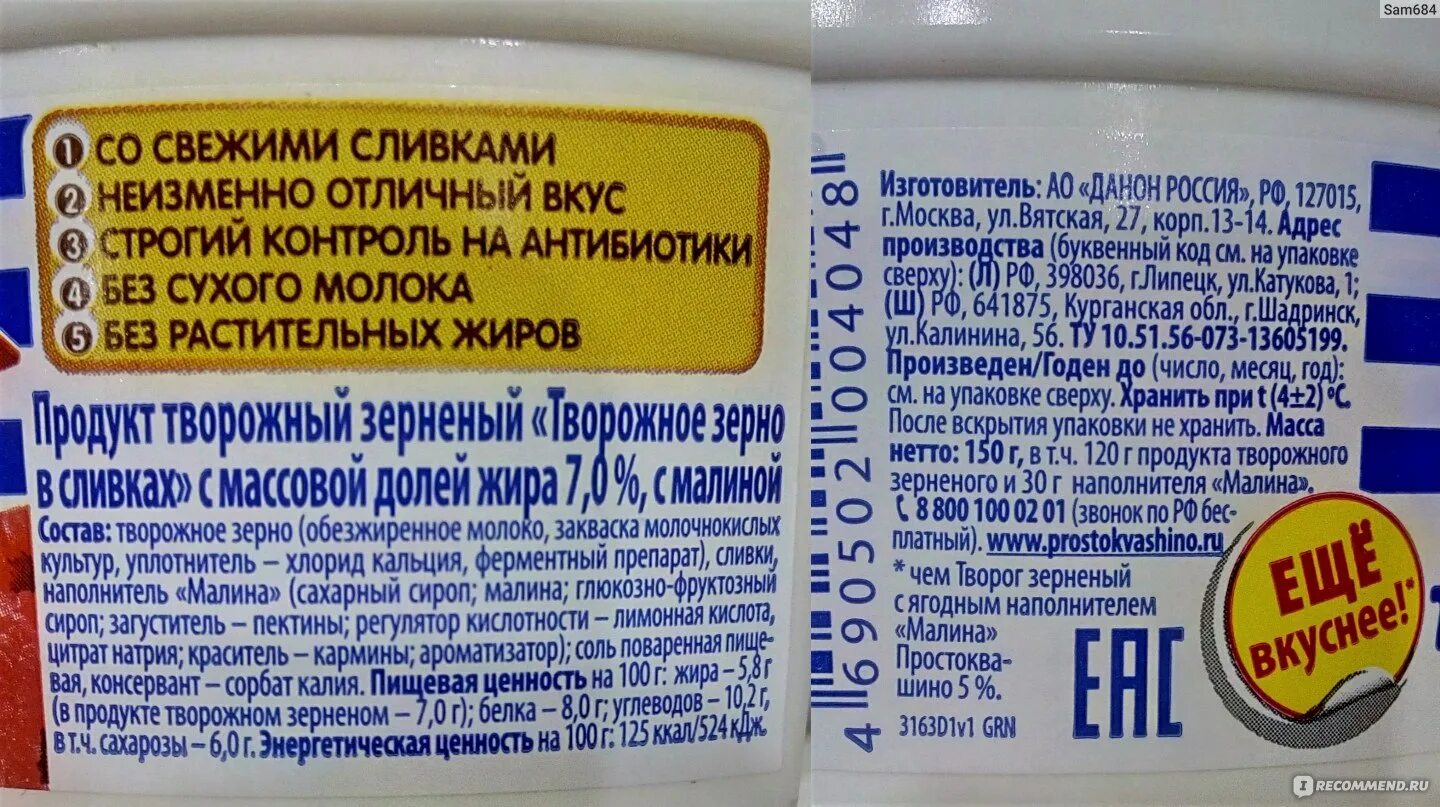 1 СО СВЕЖИМИ СЛИВКАМИ
2 НЕИЗМЕННО ОТЛИЧНЫЙ ВКУС
3 СТРОГИЙ КОНТРОЛЬ НА АНТИБИОТИКИ
4 БЕЗ СУХОГО МОЛОКА
5 БЕЗ РАСТИТЕЛЬНЫХ ЖИРОВ
Продукт творожный зерненый «Творожное зерно
в сливках» с массовой долей жира 7,0 %, с малиной
Состав: творожное зерно (обезжиренное молоко, закваска молочнокислых
культур, уплотнитель – хлорид кальция, ферментный препарат), сливки,
наполнитель «Малина» (сахарный сироп; малина; глюкозно-фруктозный
сироп; загуститель – пектины; регулятор кислотности – лимонная кислота,
цитрат натрия; краситель – кармины; ароматизатор); соль поваренная пище-
вая, консервант – сорбат калия. Пищевая ценность на 100 г: жира – 5,8 г
(в продукте творожном зерненом – 7,0 г); белка – 8,0 г; углеводов – 10,2 г,
в т.ч. сахарозы – 6,0 г. Энергетическая ценность на 100 г: 125 ккал/524 кДж.
Sam684
4690502004048
Изготовитель: АО «ДАНОН РОССИЯ», РФ, 127015,
г.Москва, ул.Вятская, 27, корп.13-14. Адрес
производства (буквенный код см. на упаковке
сверху): (Л) РФ, 398036, г.Липецк, ул.Катукова, 1;
(Ш) РФ, 641875, Курганская обл., г.Шадринск,
ул.Калинина, 56. ТУ 10.51.56-073-13605199.
Произведен/Годен до (число, месяц, год):
см. на упаковке сверху. Хранить при t (4±2) °C.
После вскрытия упаковки не хранить. Масса
нетто: 150 г, в т.ч. 120 г продукта творожного
зерненого и 30 г наполнителя «Малина».
8 800 100 02 01 (звонок по РФ бес-
платный). www.prostokvashino.ru
* чем Творог зерненый
с ягодным наполнителем
«Малина»
Простоква-
шино 5 %.
3163D1v1 GRN
EAC
ЕЩЁ
вкуснее!*
IRECOMMEND.RU